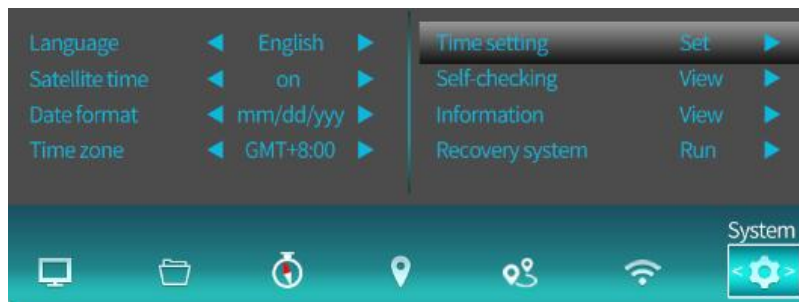 Language English
Satellite time on
Date format mm/dd/yyy
Time zone GMT+8:00
Time setting Set
Self-checking View
Information View
Recovery system Run
System